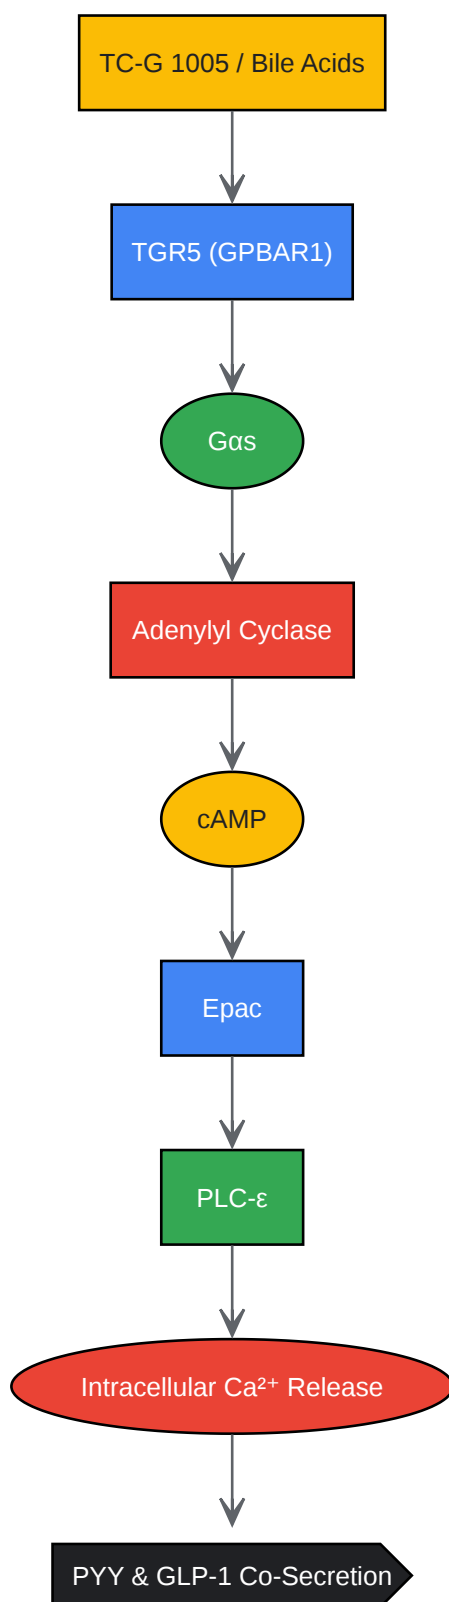 TC-G 1005 / Bile Acids
TGR5 (GPBAR1)
Gαs
Adenylyl Cyclase
cAMP
Epac
PLC-ε
Intracellular Ca²⁺ Release
PYY & GLP-1 Co-Secretion